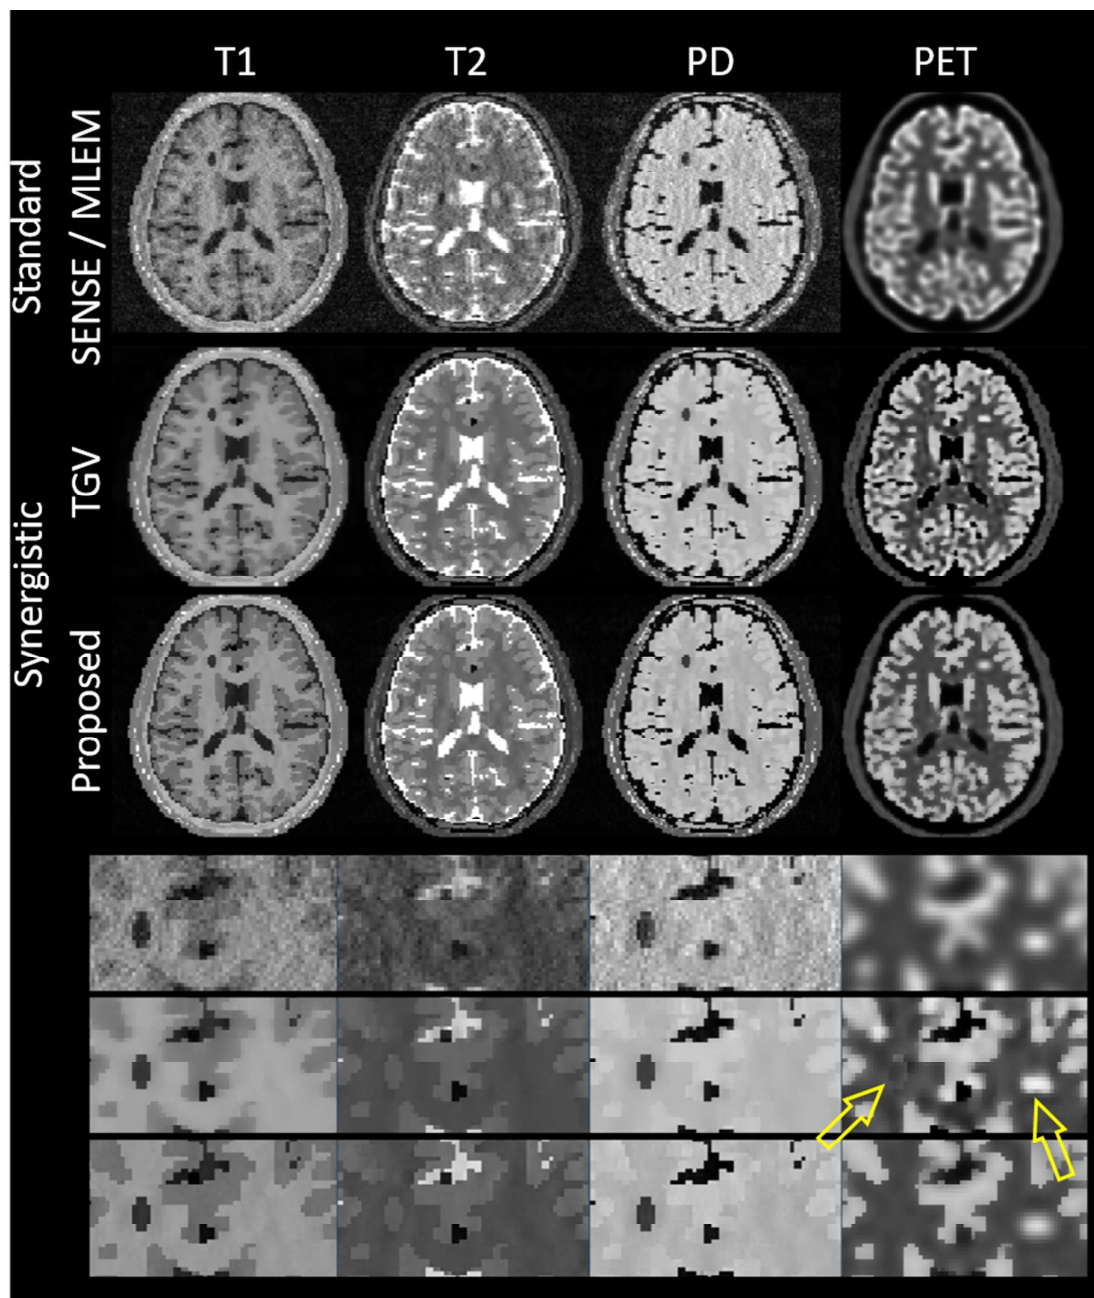 T1 T2 PD PET
Standard
SENSE / MLEM
Synergistic
TGV
Proposed